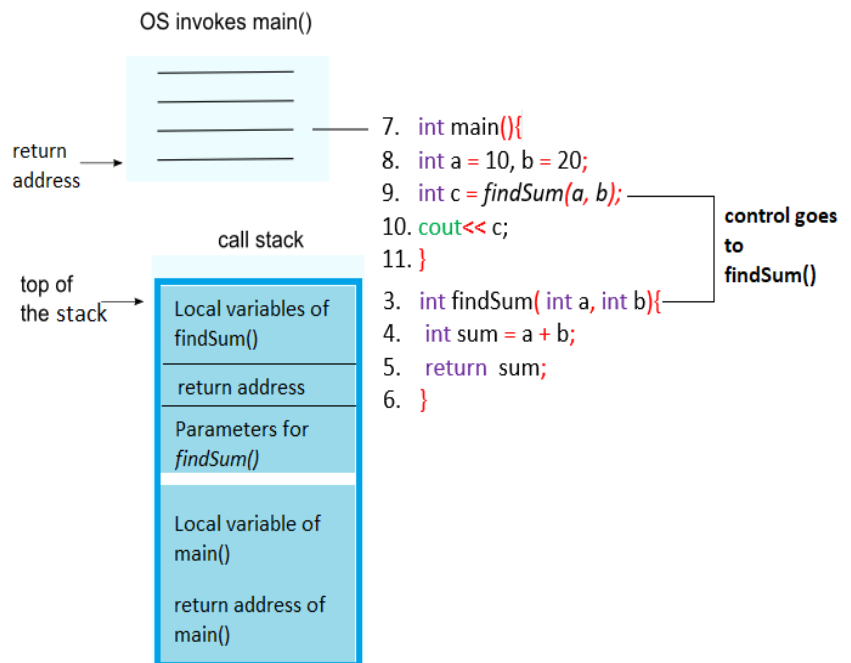 OS invokes main()
return
address
7. int main(){
8. int a = 10, b = 20;
9. int c = findSum(a, b);
10. cout<< c;
11. }
control goes
to
findSum()
call stack
top of
the stack
3. int findSum( int a, int b){
4. int sum = a + b;
5. return sum;
6. }
Local variables of
findSum()
return address
Parameters for
findSum()
Local variable of
main()
return address of
main()